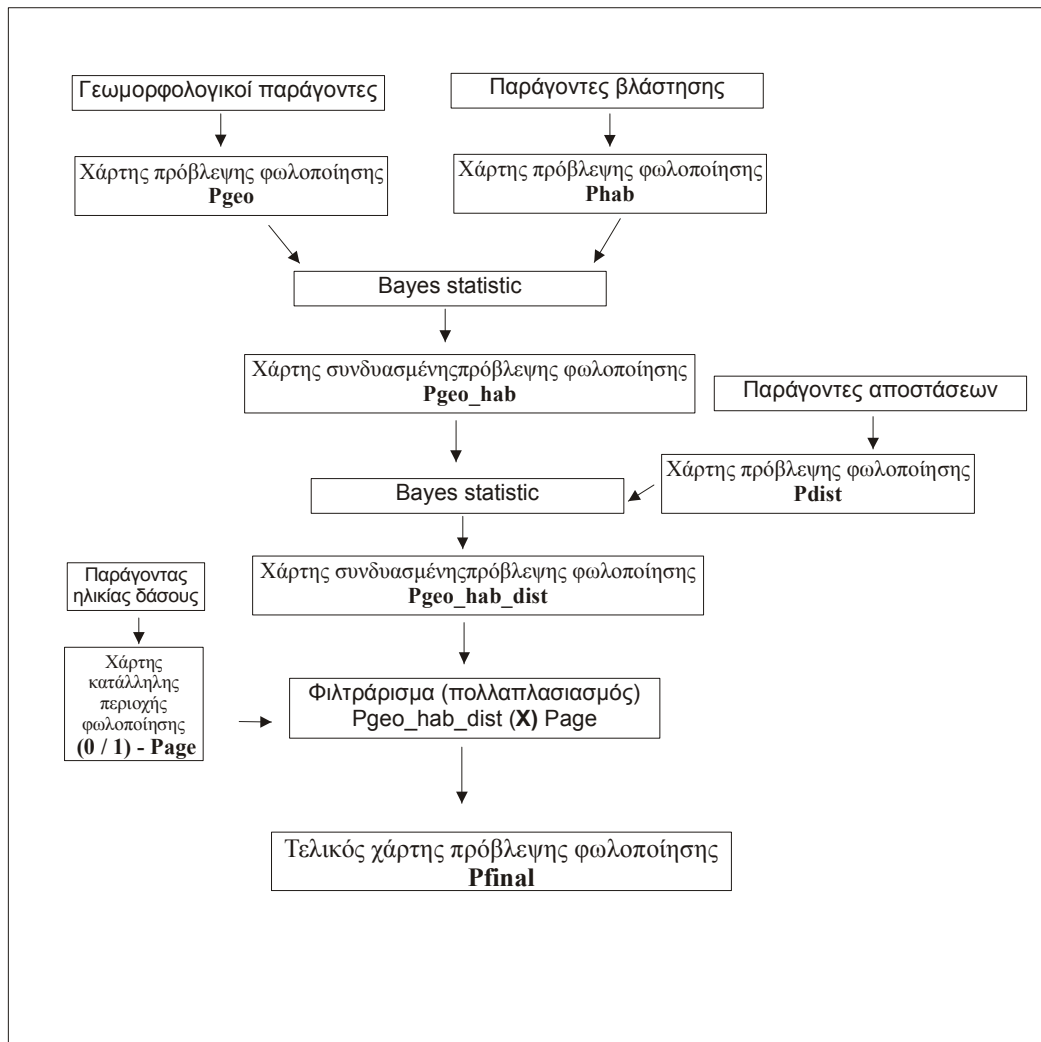 Γεωμορφολογικοί παράγοντες
Παράγοντες βλάστησης
Χάρτης πρόβλεψης φωλοποίησης
Pgeo
Χάρτης πρόβλεψης φωλοποίησης
Phab
Bayes statistic
Χάρτης συνδυασμένηςπρόβλεψης φωλοποίησης
Pgeo_hab
Παράγοντες αποστάσεων
Χάρτης πρόβλεψης φωλοποίησης
Pdist
Bayes statistic
Χάρτης συνδυασμένηςπρόβλεψης φωλοποίησης
Pgeo_hab_dist
Παράγοντας
ηλικίας δάσους
Χάρτης
κατάλληλης
περιοχής
φωλοποίησης
(0 / 1) - Page
Φιλτράρισμα (πολλαπλασιασμός)
Pgeo_hab_dist (X) Page
Τελικός χάρτης πρόβλεψης φωλοποίησης
Pfinal